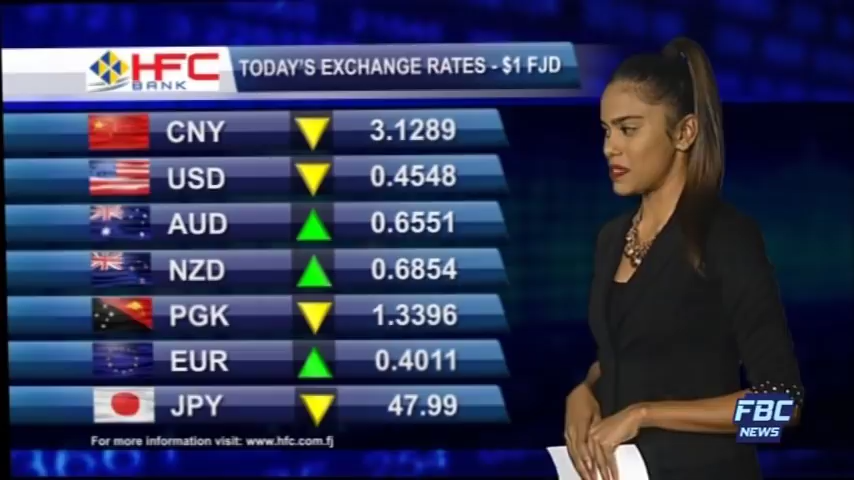 HFC BANK
TODAY'S EXCHANGE RATES - $1 FJD
CNY 3.1289
USD 0.4548
AUD 0.6551
NZD 0.6854
PGK 1.3396
EUR 0.4011
JPY 47.99
For more information visit: www.hfc.com.fj
FBC
NEWS